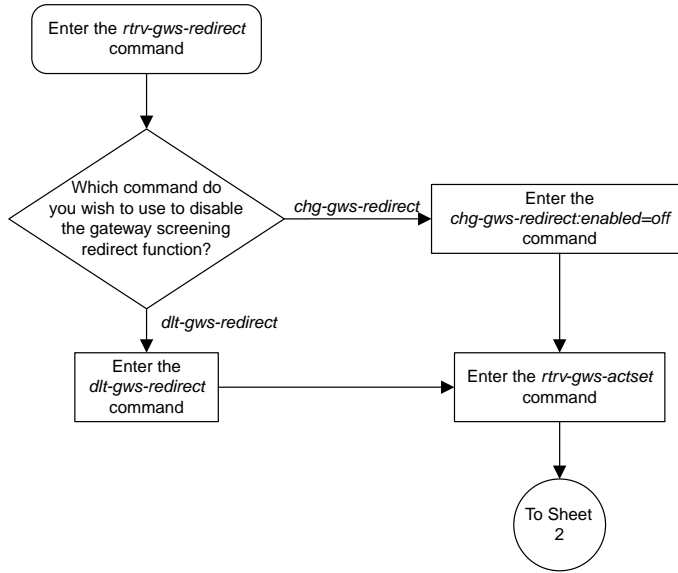 Enter the rtrv-gws-redirect
command
Which command do
you wish to use to disable
the gateway screening
redirect function?
chg-gws-redirect
Enter the
chg-gws-redirect:enabled=off
command
dlt-gws-redirect
Enter the
dlt-gws-redirect
command
Enter the rtrv-gws-actset
command
To Sheet
2